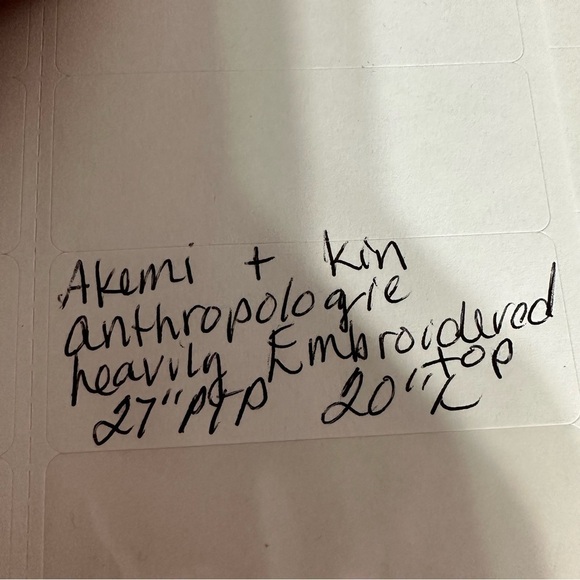 Akemi + kin
anthropologie
heavily Embroidered
top
27" PTP 20" L